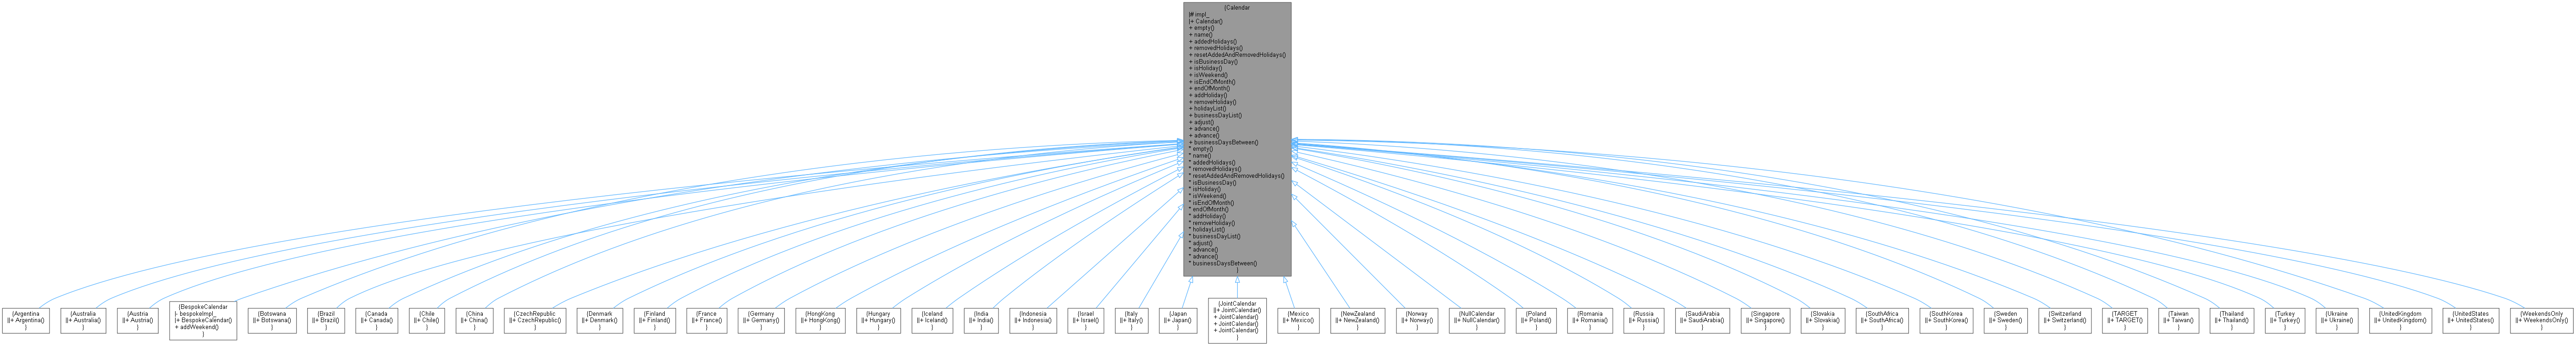 {Calendar
|# impl_
|+ Calendar()
+ empty()
+ name()
+ addedHolidays()
+ removedHolidays()
+ resetAddedAndRemovedHolidays()
+ isBusinessDay()
+ isHoliday()
+ isWeekend()
+ isEndOfMonth()
+ endOfMonth()
+ addHoliday()
+ removeHoliday()
+ holidayList()
+ businessDayList()
+ adjust()
+ advance()
+ advance()
+ businessDaysBetween()
* empty()
* name()
* addedHolidays()
* removedHolidays()
* resetAddedAndRemovedHolidays()
* isBusinessDay()
* isHoliday()
* isWeekend()
* isEndOfMonth()
* endOfMonth()
* addHoliday()
* removeHoliday()
* holidayList()
* businessDayList()
* adjust()
* advance()
* advance()
* businessDaysBetween()
}
{Argentina
||+ Argentina()
}
{Australia
||+ Australia()
}
{Austria
||+ Austria()
}
{BespokeCalendar
|- bespokeImpl_
|+ BespokeCalendar()
+ addWeekend()
}
{Botswana
||+ Botswana()
}
{Brazil
||+ Brazil()
}
{Canada
||+ Canada()
}
{Chile
||+ Chile()
}
{China
||+ China()
}
{CzechRepublic
||+ CzechRepublic()
}
{Denmark
||+ Denmark()
}
{Finland
||+ Finland()
}
{France
||+ France()
}
{Germany
||+ Germany()
}
{HongKong
||+ HongKong()
}
{Hungary
||+ Hungary()
}
{Iceland
||+ Iceland()
}
{India
||+ India()
}
{Indonesia
||+ Indonesia()
}
{Israel
||+ Israel()
}
{Italy
||+ Italy()
}
{Japan
||+ Japan()
}
{JointCalendar
||+ JointCalendar()
+ JointCalendar()
+ JointCalendar()
+ JointCalendar()
}
{Mexico
||+ Mexico()
}
{NewZealand
||+ NewZealand()
}
{Norway
||+ Norway()
}
{NullCalendar
||+ NullCalendar()
}
{Poland
||+ Poland()
}
{Romania
||+ Romania()
}
{Russia
||+ Russia()
}
{SaudiArabia
||+ SaudiArabia()
}
{Singapore
||+ Singapore()
}
{Slovakia
||+ Slovakia()
}
{SouthAfrica
||+ SouthAfrica()
}
{SouthKorea
||+ SouthKorea()
}
{Sweden
||+ Sweden()
}
{Switzerland
||+ Switzerland()
}
{TARGET
||+ TARGET()
}
{Taiwan
||+ Taiwan()
}
{Thailand
||+ Thailand()
}
{Turkey
||+ Turkey()
}
{Ukraine
||+ Ukraine()
}
{UnitedKingdom
||+ UnitedKingdom()
}
{UnitedStates
||+ UnitedStates()
}
{WeekendsOnly
||+ WeekendsOnly()
}